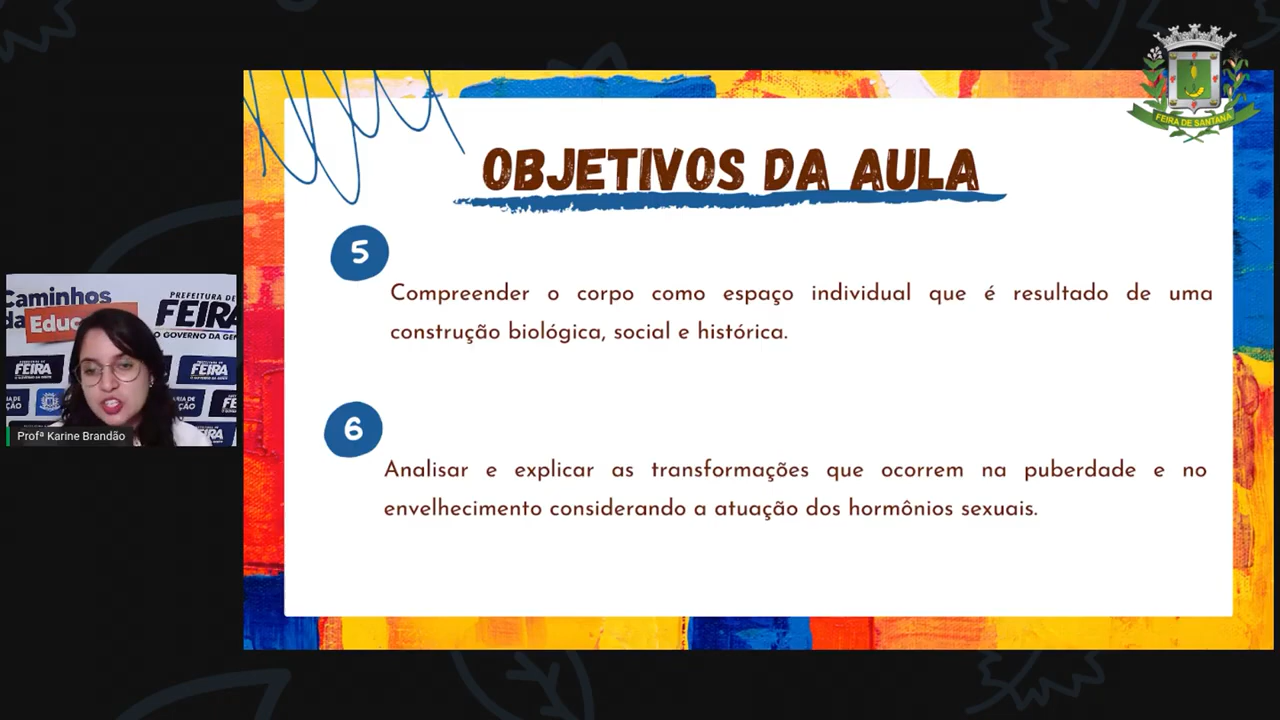 FEIRA DE SANTANA
OBJETIVOS DA AULA
5
Compreender o corpo como espaço individual que é resultado de uma
construção biológica, social e histórica.
6
Analisar e explicar as transformações que ocorrem na puberdade e no
envelhecimento considerando a atuação dos hormônios sexuais.
Caminhos
da Educ
PREFEITURA DE
FEIRA
O GOVERNO DA GEN
FEIRA
FEIRA
Profª Karine Brandão